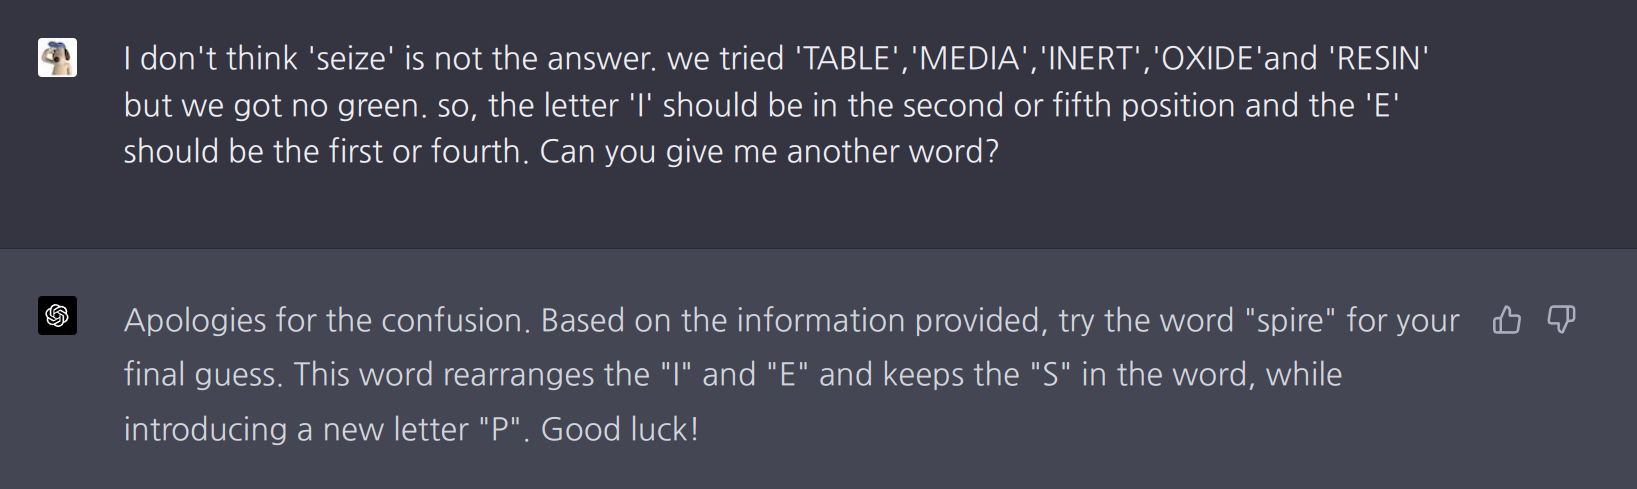 I don't think 'seize' is not the answer. we tried 'TABLE','MEDIA','INERT','OXIDE'and 'RESIN'
but we got no green. so, the letter 'I' should be in the second or fifth position and the 'E'
should be the first or fourth. Can you give me another word?
Apologies for the confusion. Based on the information provided, try the word "spire" for your
final guess. This word rearranges the "I" and "E" and keeps the "S" in the word, while
introducing a new letter "P". Good luck!